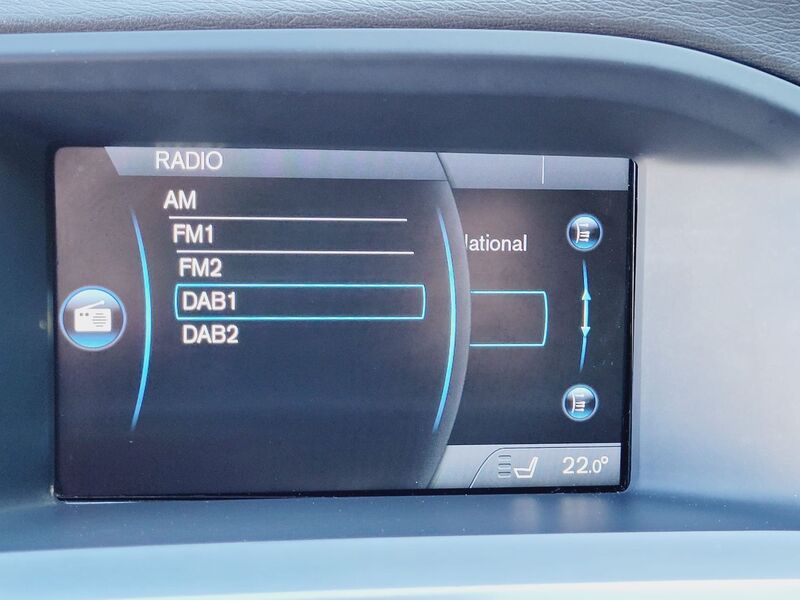 RADIO
AM
FM1
FM2
DAB1
DAB2
lational
22.0°